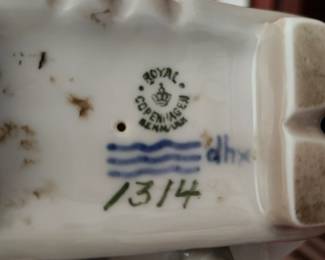 ROYAL
COPENHAGEN
DENMARK
dhx
1314